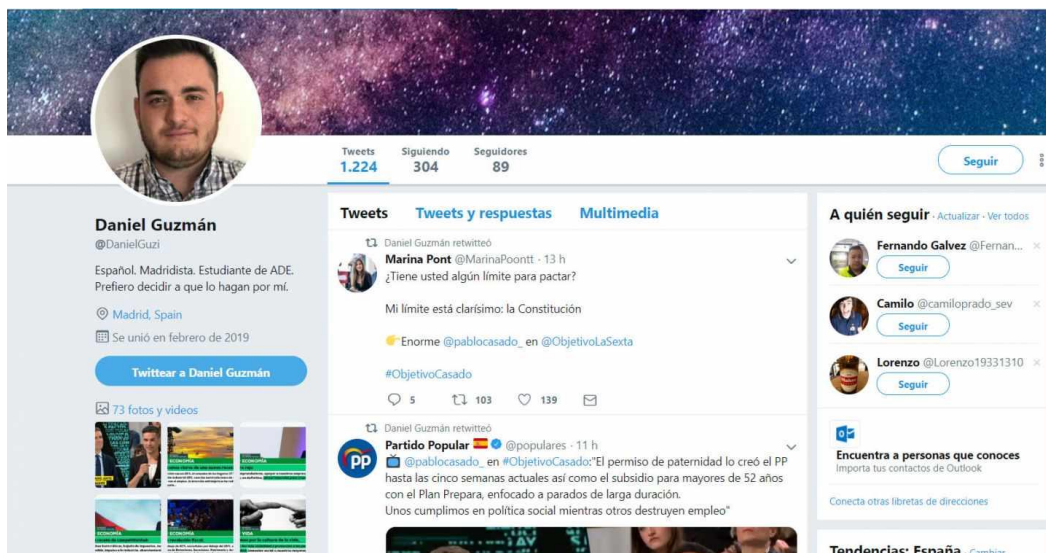 Tweets Siguiendo Seguidores
1.224 304 89
Seguir
Daniel Guzmán
@DanielGuzi
Español. Madridista. Estudiante de ADE.
Prefiero decidir a que lo hagan por mí.
Madrid, Spain
Se unió en febrero de 2019
Twittear a Daniel Guzmán
73 fotos y videos
ECONOMÍA
ECONOMÍA
ECONOMÍA
VIDA
Tweets Tweets y respuestas Multimedia
Daniel Guzmán retwitteó
Marina Pont @MarinaPoontt · 13 h
¿Tiene usted algún límite para pactar?
Mi límite está clarísimo: la Constitución
Enorme @pablocasado_ en @ObjetivoLaSexta
#ObjetivoCasado
5 103 139
Daniel Guzmán retwitteó
Partido Popular @populares · 11 h
PP
@pablocasado_ en #ObjetivoCasado:"El permiso de paternidad lo creó el PP
hasta las cinco semanas actuales así como el subsidio para mayores de 52 años
con el Plan Prepara, enfocado a parados de larga duración.
Unos cumplimos en política social mientras otros destruyen empleo"
A quién seguir · Actualizar · Ver todos
Fernando Galvez @Fernan...
Seguir
Camilo @camiloprado_sev
Seguir
Lorenzo @Lorenzo19331310
Seguir
Encuentra a personas que conoces
Importa tus contactos de Outlook
Conecta otras libretas de direcciones
Tendencias: España · Cambiar